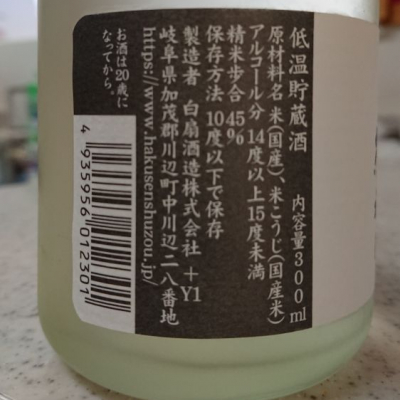 低温貯蔵酒 内容量300ml
原材料名 米(国産)、米こうじ(国産米)
アルコール分 14度以上15度未満
精米歩合 45%
保存方法 10度以下で保存
製造者 白扇酒造株式会社 +Y1
岐阜県加茂郡川辺町中川辺二八番地
https://www.hakusenshuzou.jp/
お酒は20歳に
なってから。
4 935956 012301